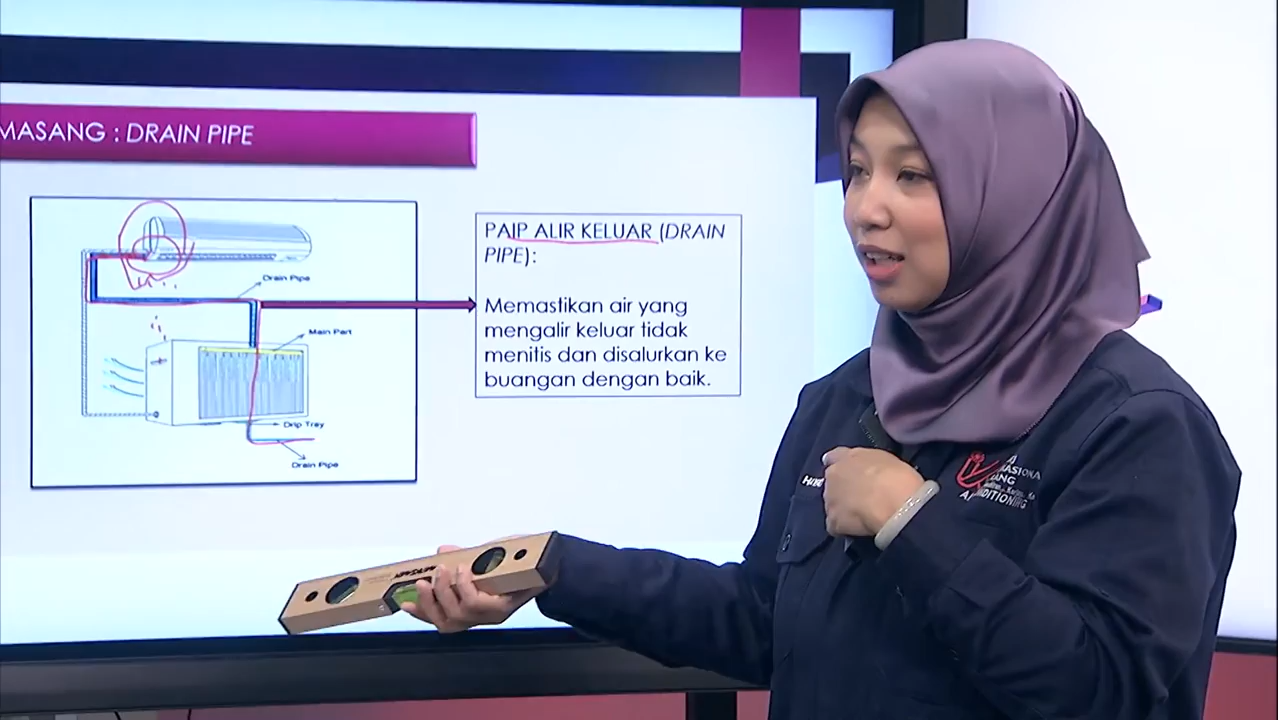 MASANG : DRAIN PIPE
PAIP ALIR KELUAR (DRAIN
PIPE):
Memastikan air yang
mengalir keluar tidak
menitis dan disalurkan ke
buangan dengan baik.
Drain Pipe
Main Part
Drip Tray
Drain Pipe